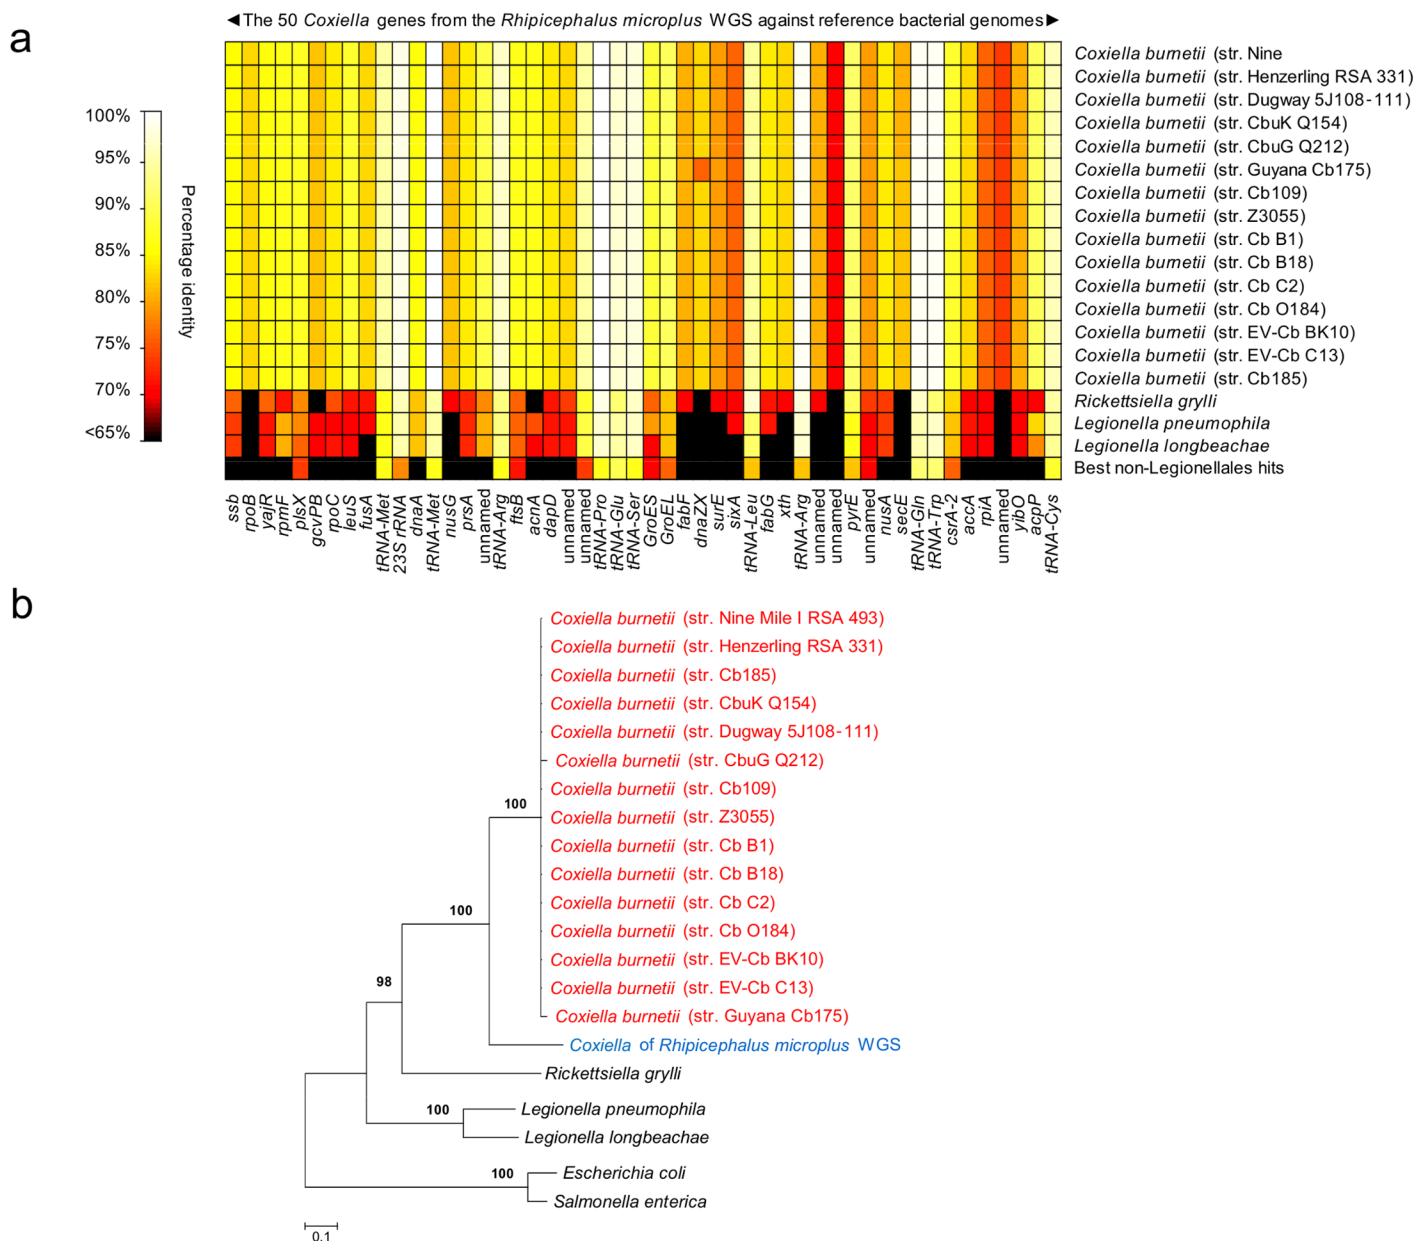 a
◄The 50 Coxiella genes from the Rhipicephalus microplus WGS against reference bacterial genomes►
100%
95%
90%
85%
80%
75%
70%
<65%
Percentage identity
Coxiella burnetii (str. Nine
Coxiella burnetii (str. Henzerling RSA 331)
Coxiella burnetii (str. Dugway 5J108-111)
Coxiella burnetii (str. CbuK Q154)
Coxiella burnetii (str. CbuG Q212)
Coxiella burnetii (str. Guyana Cb175)
Coxiella burnetii (str. Cb109)
Coxiella burnetii (str. Z3055)
Coxiella burnetii (str. Cb B1)
Coxiella burnetii (str. Cb B18)
Coxiella burnetii (str. Cb C2)
Coxiella burnetii (str. Cb O184)
Coxiella burnetii (str. EV-Cb BK10)
Coxiella burnetii (str. EV-Cb C13)
Coxiella burnetii (str. Cb185)
Rickettsiella grylli
Legionella pneumophila
Legionella longbeachae
Best non-Legionellales hits
ssb
rpoB
yajR
rpmF
plsX
gcvPB
rpoC
leuS
fusA
tRNA-Met
23S rRNA
dnaA
tRNA-Met
nusG
prsA
unnamed
tRNA-Arg
ftsB
acnA
dapD
unnamed
unnamed
tRNA-Pro
tRNA-Glu
tRNA-Ser
GroES
GroEL
fabF
dnaZX
surE
sixA
tRNA-Leu
fabG
xth
tRNA-Arg
unnamed
unnamed
pyrE
unnamed
nusA
secE
tRNA-Gln
tRNA-Trp
csrA-2
accA
rpiA
unnamed
yibO
acpP
tRNA-Cys
b
Coxiella burnetii (str. Nine Mile I RSA 493)
Coxiella burnetii (str. Henzerling RSA 331)
Coxiella burnetii (str. Cb185)
Coxiella burnetii (str. CbuK Q154)
Coxiella burnetii (str. Dugway 5J108-111)
Coxiella burnetii (str. CbuG Q212)
Coxiella burnetii (str. Cb109)
100
Coxiella burnetii (str. Z3055)
Coxiella burnetii (str. Cb B1)
Coxiella burnetii (str. Cb B18)
Coxiella burnetii (str. Cb C2)
100
Coxiella burnetii (str. Cb O184)
Coxiella burnetii (str. EV-Cb BK10)
98
Coxiella burnetii (str. EV-Cb C13)
Coxiella burnetii (str. Guyana Cb175)
Coxiella of Rhipicephalus microplus WGS
Rickettsiella grylli
100
Legionella pneumophila
Legionella longbeachae
100
Escherichia coli
Salmonella enterica
0.1